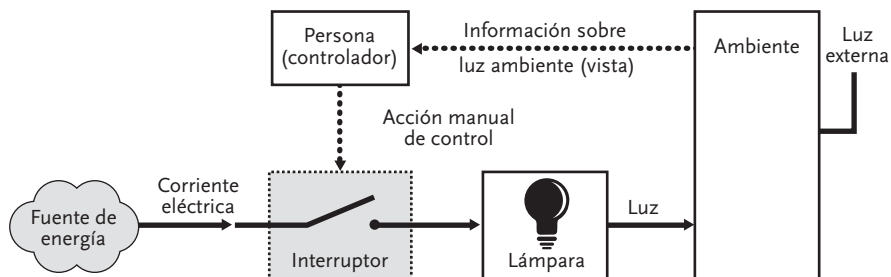 Persona
(controlador)
Información sobre
luz ambiente (vista)
Ambiente
Luz
externa
Acción manual
de control
Fuente de
energía
Corriente
eléctrica
Interruptor
Lámpara
Luz